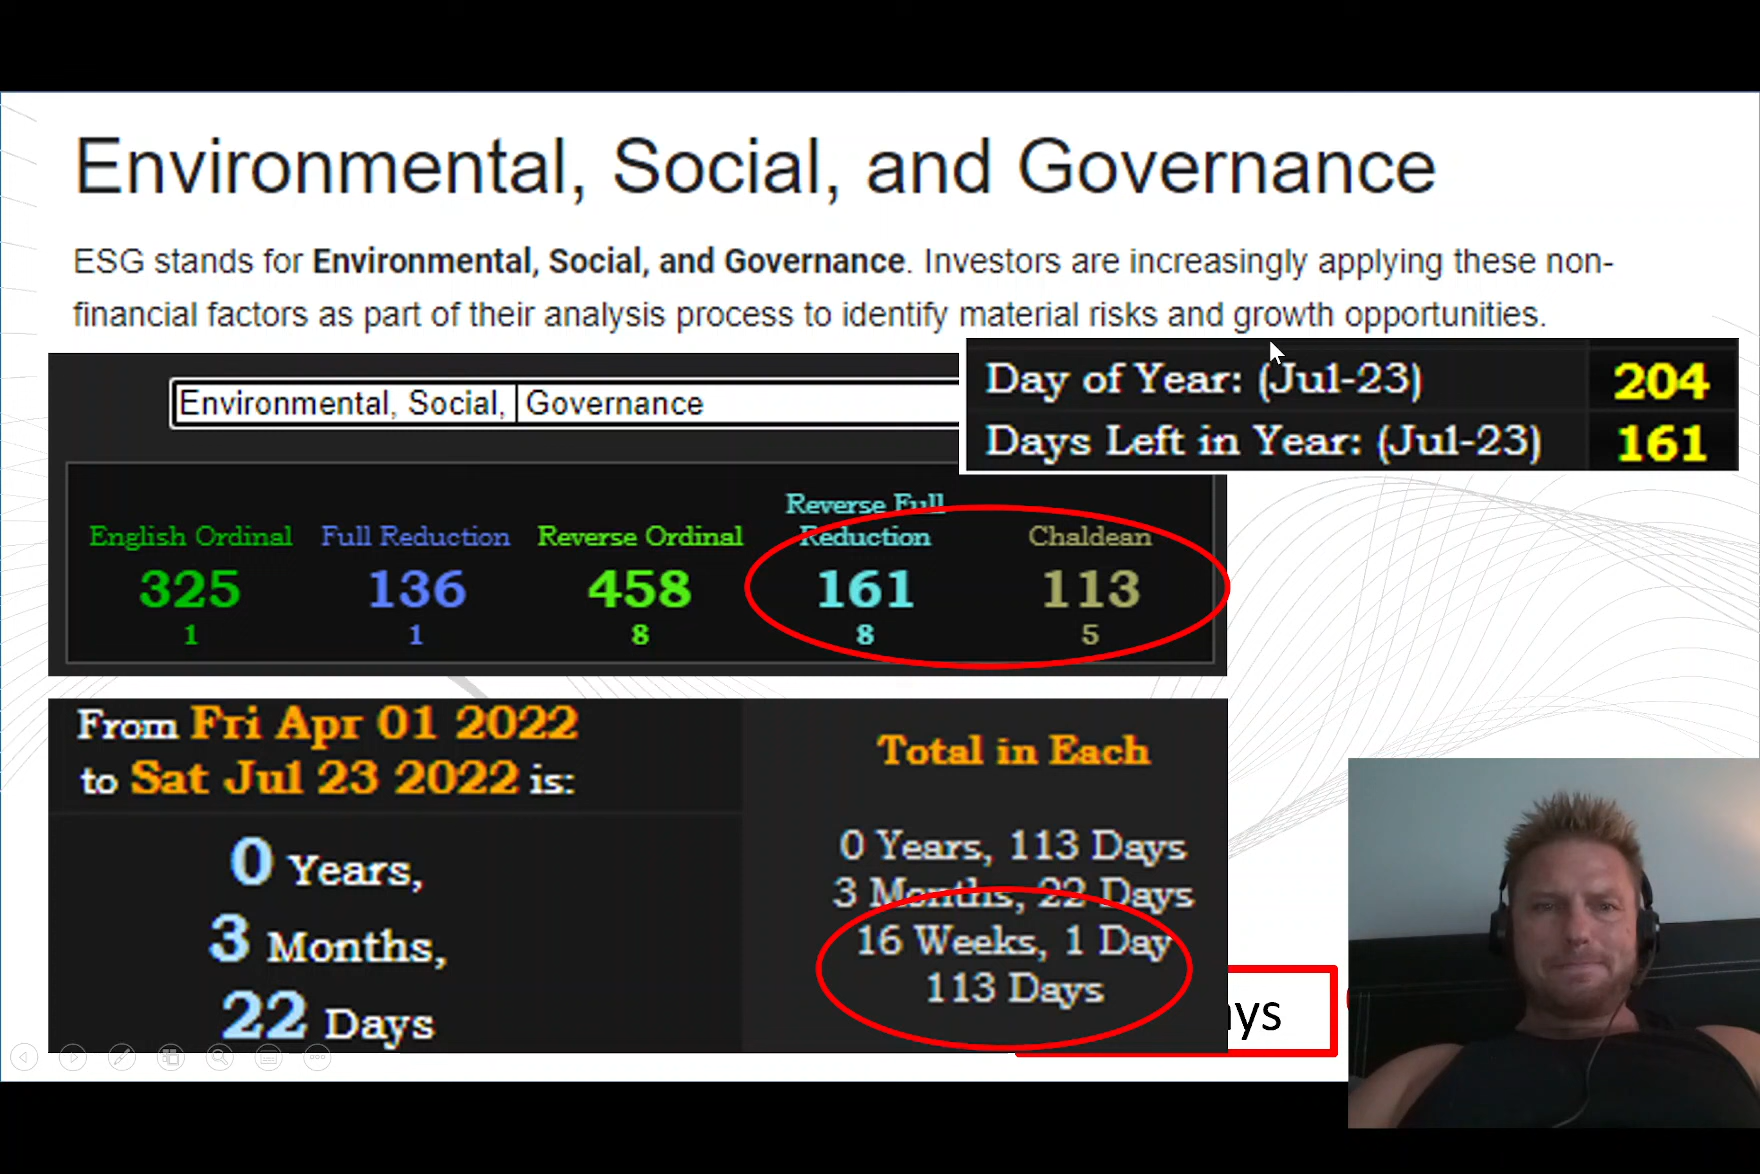 Environmental, Social, and Governance
ESG stands for Environmental, Social, and Governance. Investors are increasingly applying these non-
financial factors as part of their analysis process to identify material risks and growth opportunities.
Day of Year: (Jul-23) 204
Days Left in Year: (Jul-23) 161
Environmental, Social, Governance
English Ordinal Full Reduction Reverse Ordinal Reverse Full Reduction Chaldean
325 136 458 161 113
1 1 8 8 5
From Fri Apr 01 2022
to Sat Jul 23 2022 is:
0 Years,
3 Months,
22 Days
Total in Each
0 Years, 113 Days
3 Months, 22 Days
16 Weeks, 1 Day
113 Days